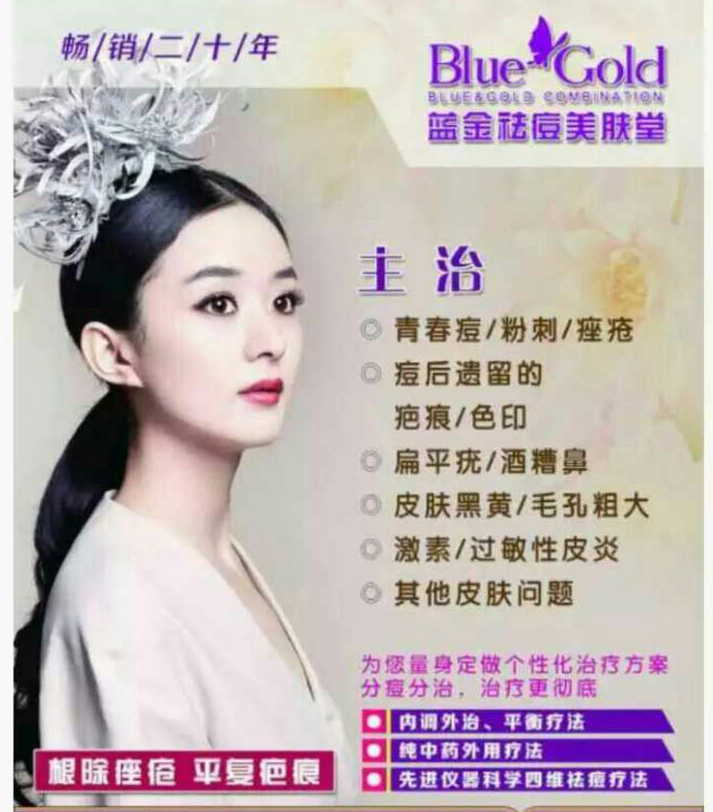 畅/销/二/十/年
Blue Gold
BLUE&GOLD COMBINATION
蓝金祛痘美肤堂
主治
◎ 青春痘/粉刺/痤疮
◎ 痘后遗留的
疤痕/色印
◎ 扁平疣/酒糟鼻
◎ 皮肤黑黄/毛孔粗大
◎ 激素/过敏性皮炎
◎ 其他皮肤问题
为您量身定做个性化治疗方案
分痘分治，治疗更彻底
内调外治、平衡疗法
纯中药外用疗法
先进仪器科学四维祛痘疗法
根除痤疮 平复疤痕